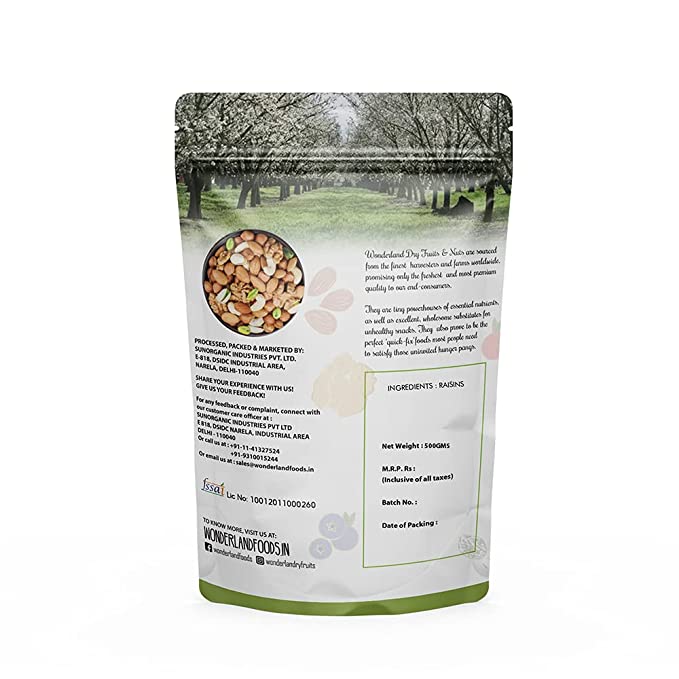 Wonderland Dry Fruits & Nuts are sourced
from the finest harvesters and farms worldwide,
promising only the freshest and most premium
quality to our end-consumers.
They are tiny powerhouses of essential nutrients,
as well as excellent, wholesome substitutes for
unhealthy snacks. They also prove to be the
perfect 'quick-fix' foods most people need
to satisfy those uninvited hunger pangs.
PROCESSED, PACKED & MARKETED BY:
SUNORGANIC INDUSTRIES PVT. LTD.
E-818, DSIDC INDUSTRIAL AREA,
NARELA, DELHI-110040
SHARE YOUR EXPERIENCE WITH US!
GIVE US YOUR FEEDBACK!
For any feedback or complaint, connect with
our customer care officer at :
SUNORGANIC INDUSTRIES PVT LTD
E 818, DSIDC NARELA, INDUSTRIAL AREA
DELHI - 110040
Or call us at : +91-11-41327524
+91-9310015244
Or email us at : sales@wonderlandfoods.in
fssai Lic No: 10012011000260
TO KNOW MORE, VISIT US AT:
WONDERLANDFOODS.IN
wonderlandfoods wonderlandryfruits
INGREDIENTS : RAISINS
Net Weight : 500GMS
M.R.P. Rs :
(Inclusive of all taxes)
Batch No. :
Date of Packing :